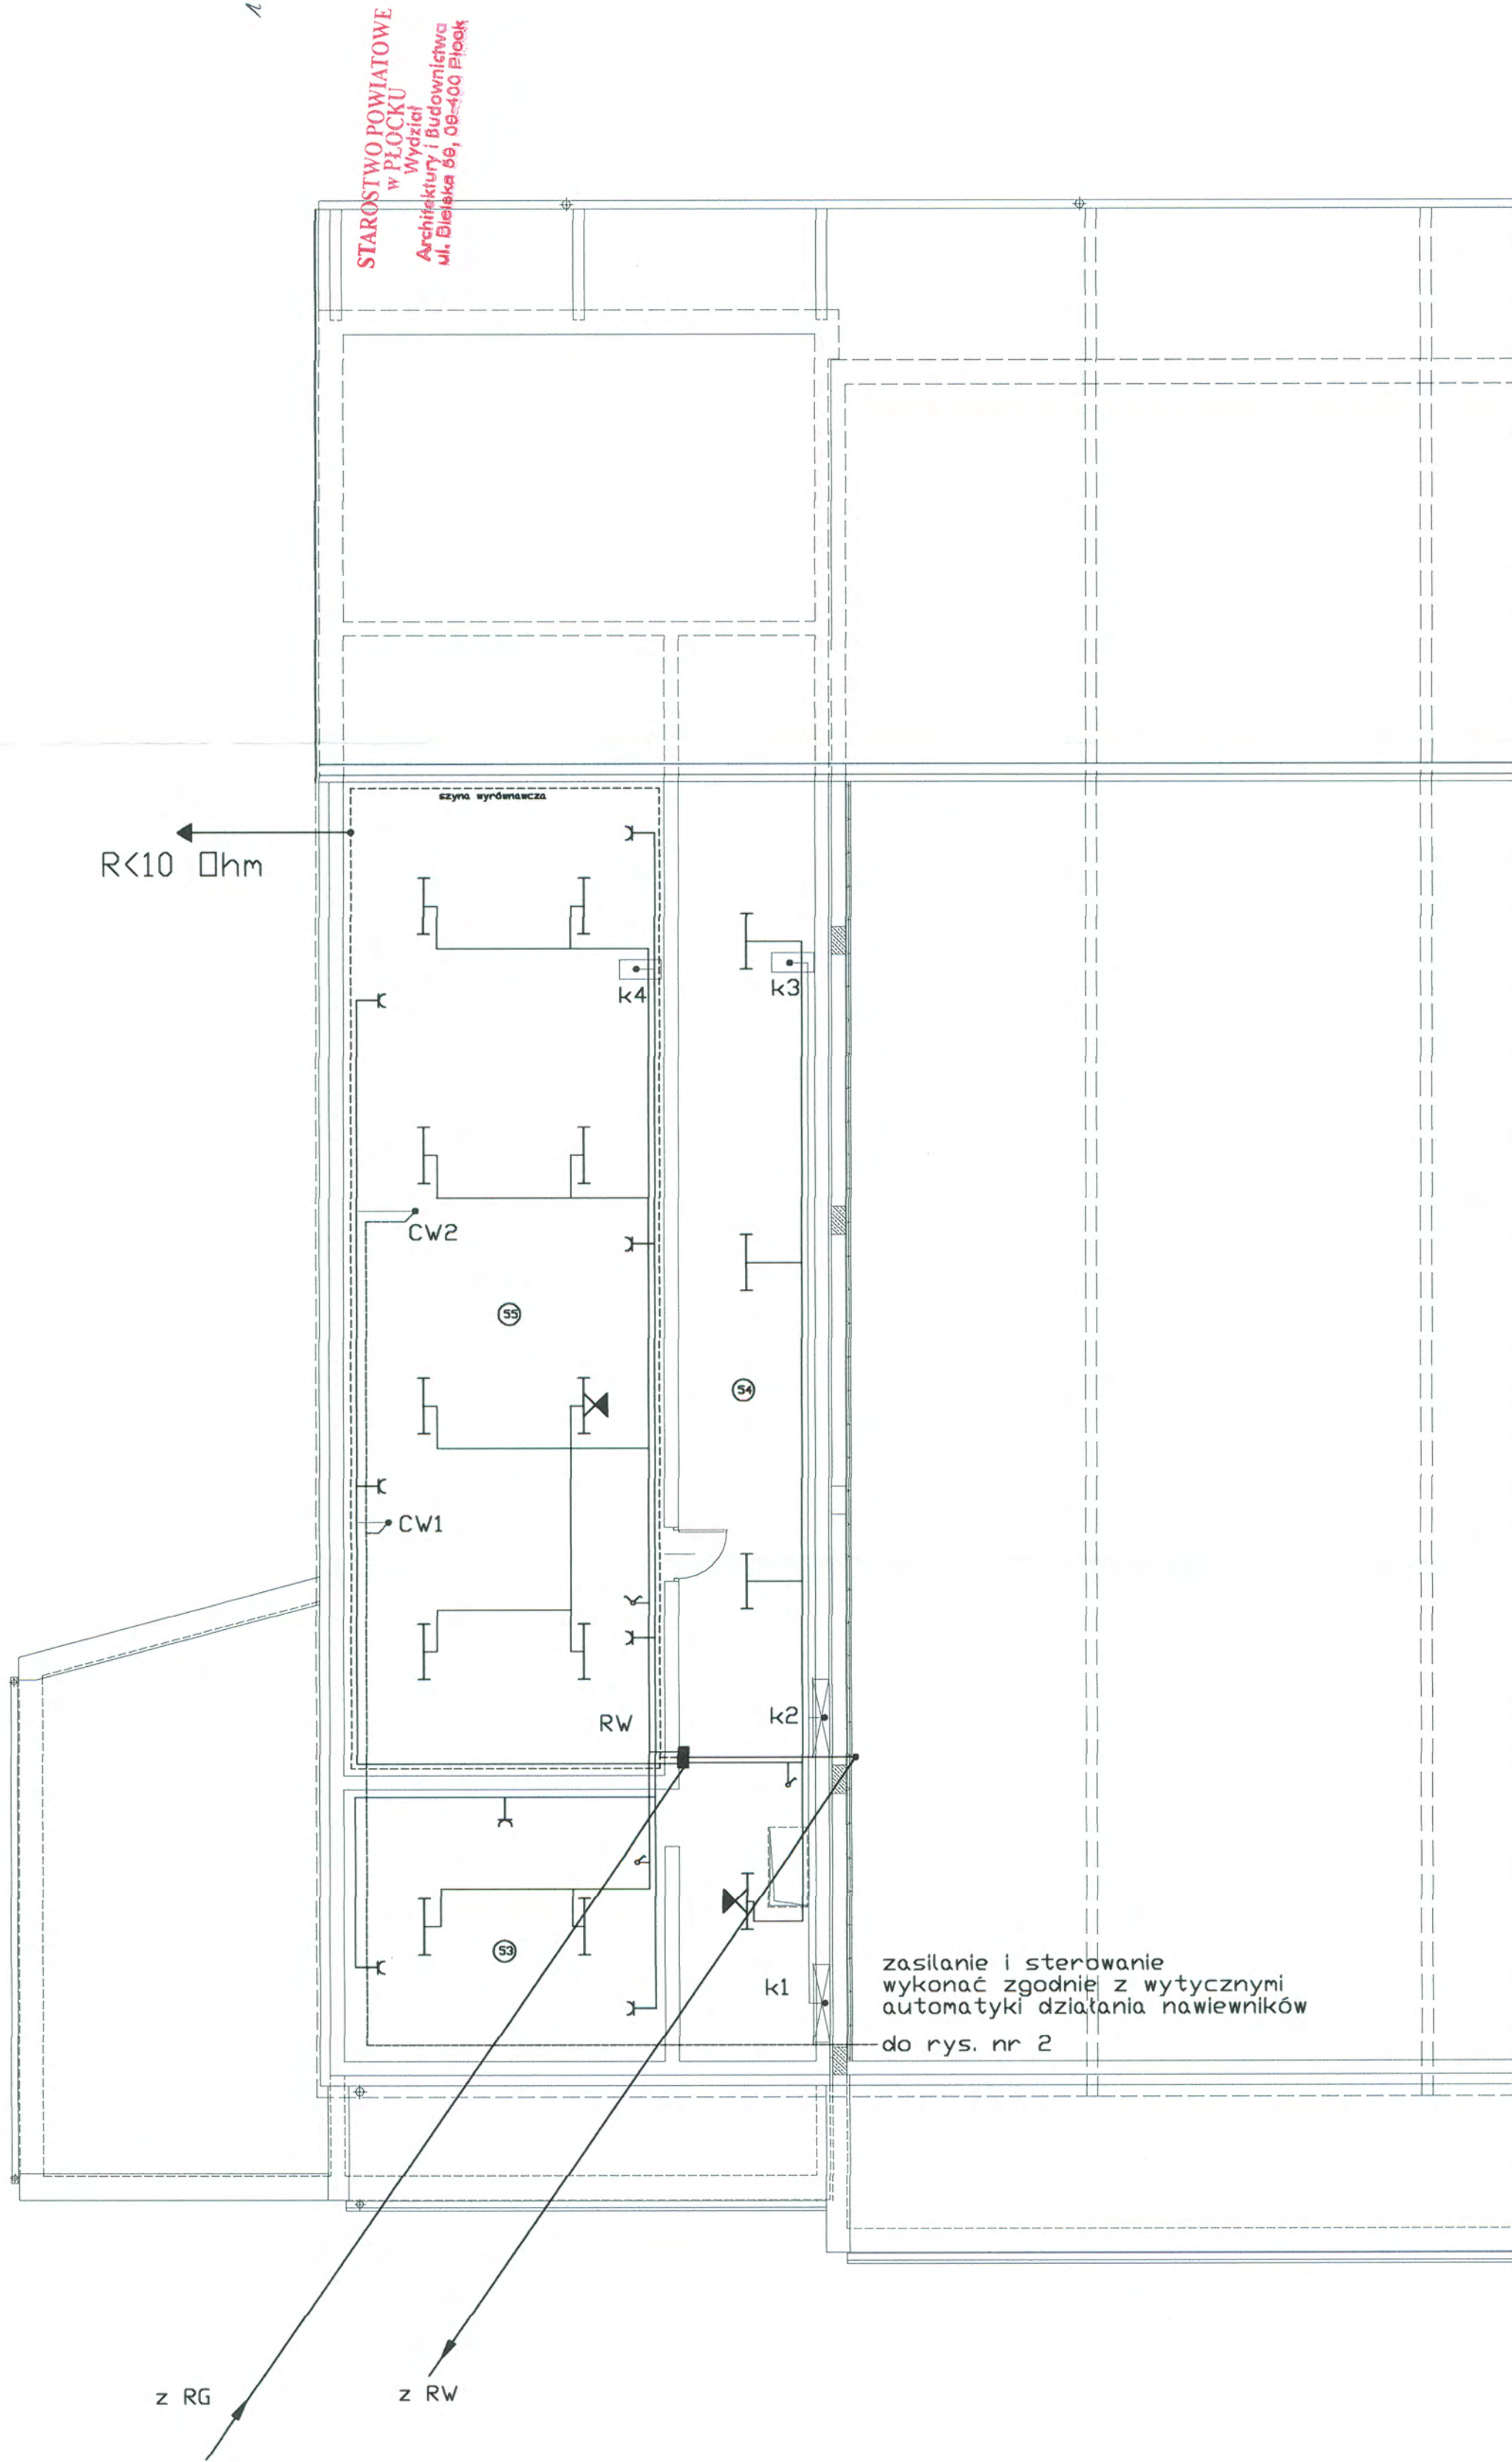 STAROSTWO POWIATOWE
w PŁOCKU
Wydział
Architektury i Budownictwa
ul. Bielska 59, 09-400 Płock
szyna wyrównawcza
R<10 Ohm
k4
k3
CW2
55
54
CW1
RW
k2
53
k1
zasilanie i sterowanie
wykonać zgodnie z wytycznymi
automatyki działania nawiewników
do rys. nr 2
z RG
z RW